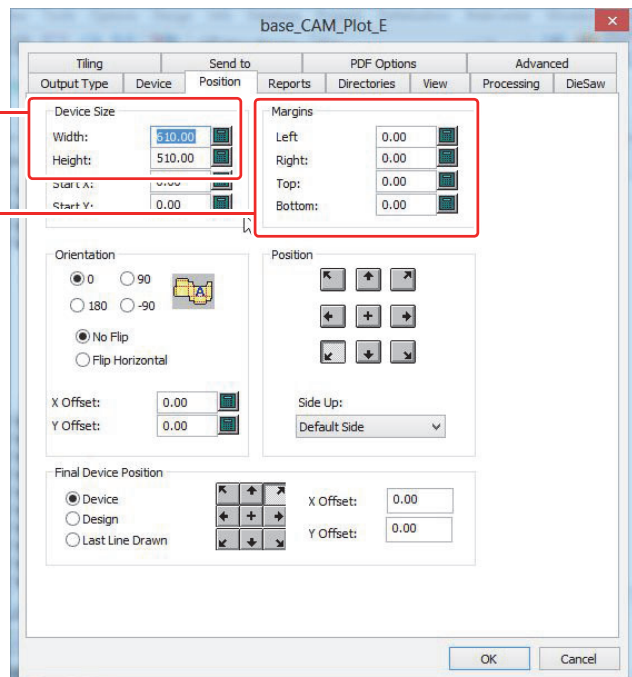 base_CAM_Plot_E
Tiling Send to PDF Options Advanced
Output Type Device Position Reports Directories View Processing DieSaw
Device Size
Width: 510.00
Height: 510.00
Start X: 0.00
Start Y: 0.00
Margins
Left 0.00
Right: 0.00
Top: 0.00
Bottom: 0.00
Orientation
0 90
180 -90
A
No Flip
Flip Horizontal
X Offset: 0.00
Y Offset: 0.00
Position
Side Up:
Default Side
Final Device Position
Device
Design
Last Line Drawn
X Offset: 0.00
Y Offset: 0.00
OK Cancel